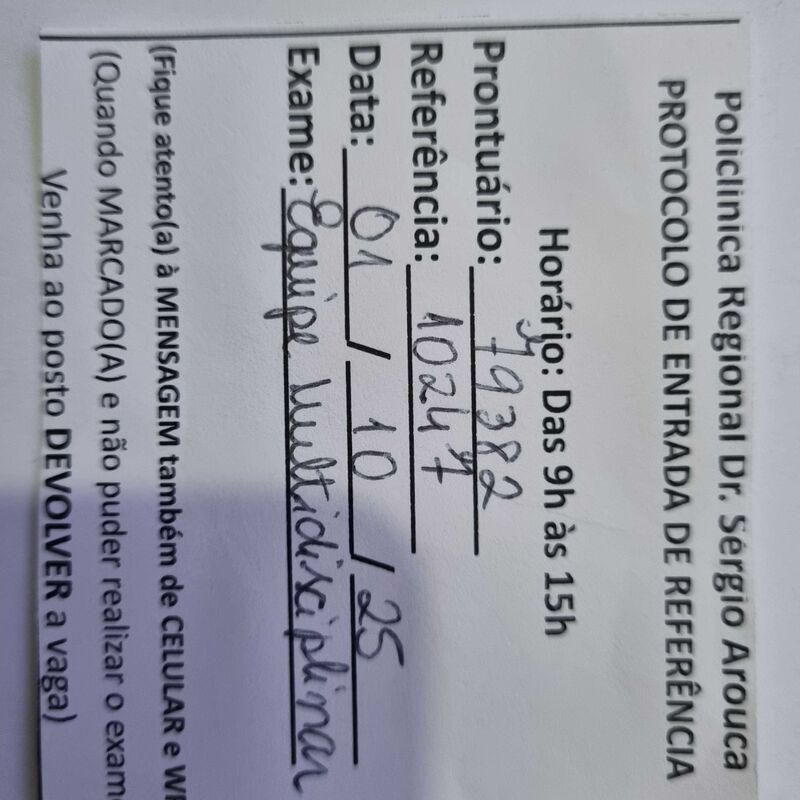 Policlínica Regional Dr. Sérgio Arouca
PROTOCOLO DE ENTRADA DE REFERÊNCIA
Horário: Das 9h às 15h
Prontuário: 79382
Referência: 10247
Data: 01 / 10 / 25
Exame: Equipe Multidisciplinar
(Fique atento(a) à MENSAGEM também de CELULAR e
(Quando MARCADO(A) e não puder realizar o exam
Venha ao posto DEVOLVER a vaga)